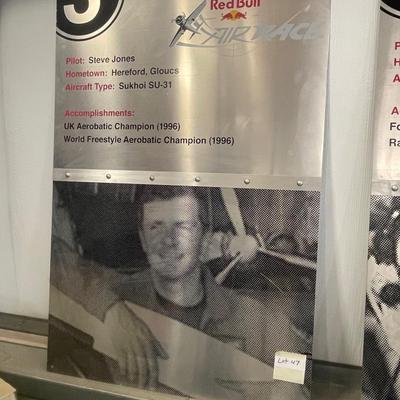 3
Red Bull
AIR RACE
Pilot: Steve Jones
Hometown: Hereford, Gloucs
Aircraft Type: Sukhoi SU-31
Accomplishments:
UK Aerobatic Champion (1996)
World Freestyle Aerobatic Champion (1996)
Lot 47